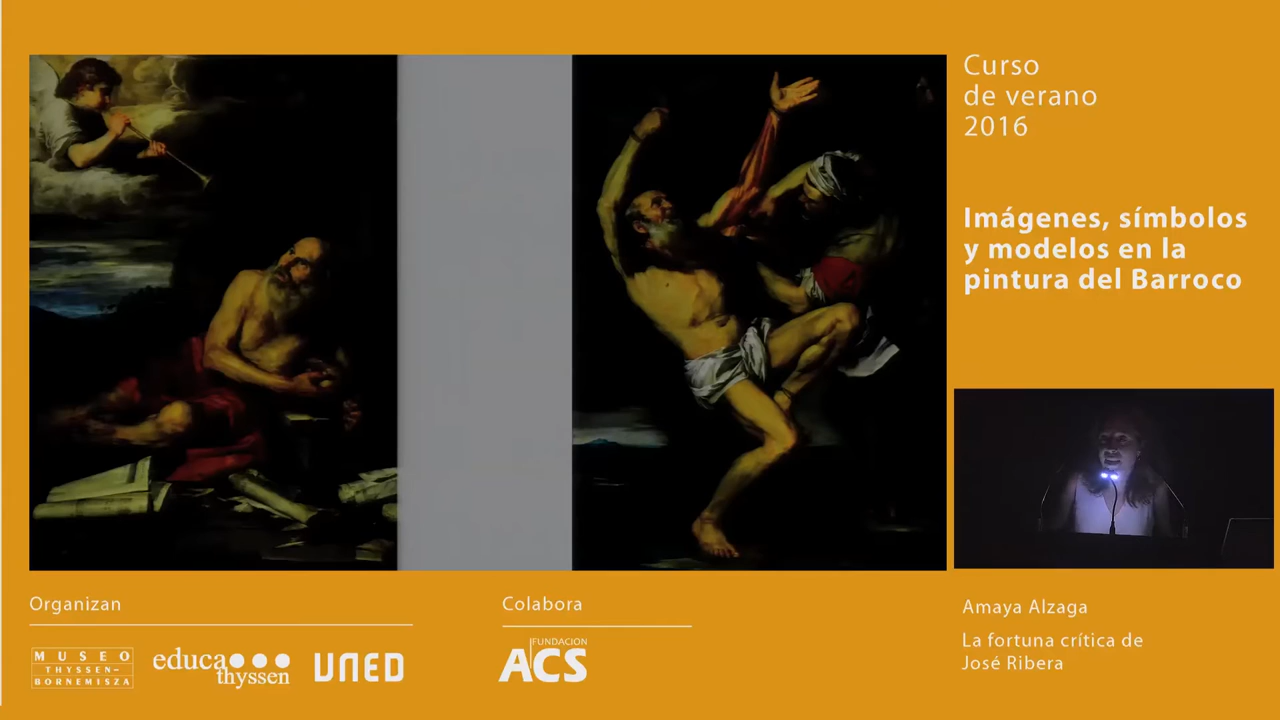 Curso
de verano
2016
Imágenes, símbolos
y modelos en la
pintura del Barroco
Organizan
MUSEO
THYSSEN-
BORNEMISZA
educa
thyssen
UNED
Colabora
FUNDACION
ACS
Amaya Alzaga
La fortuna crítica de
José Ribera